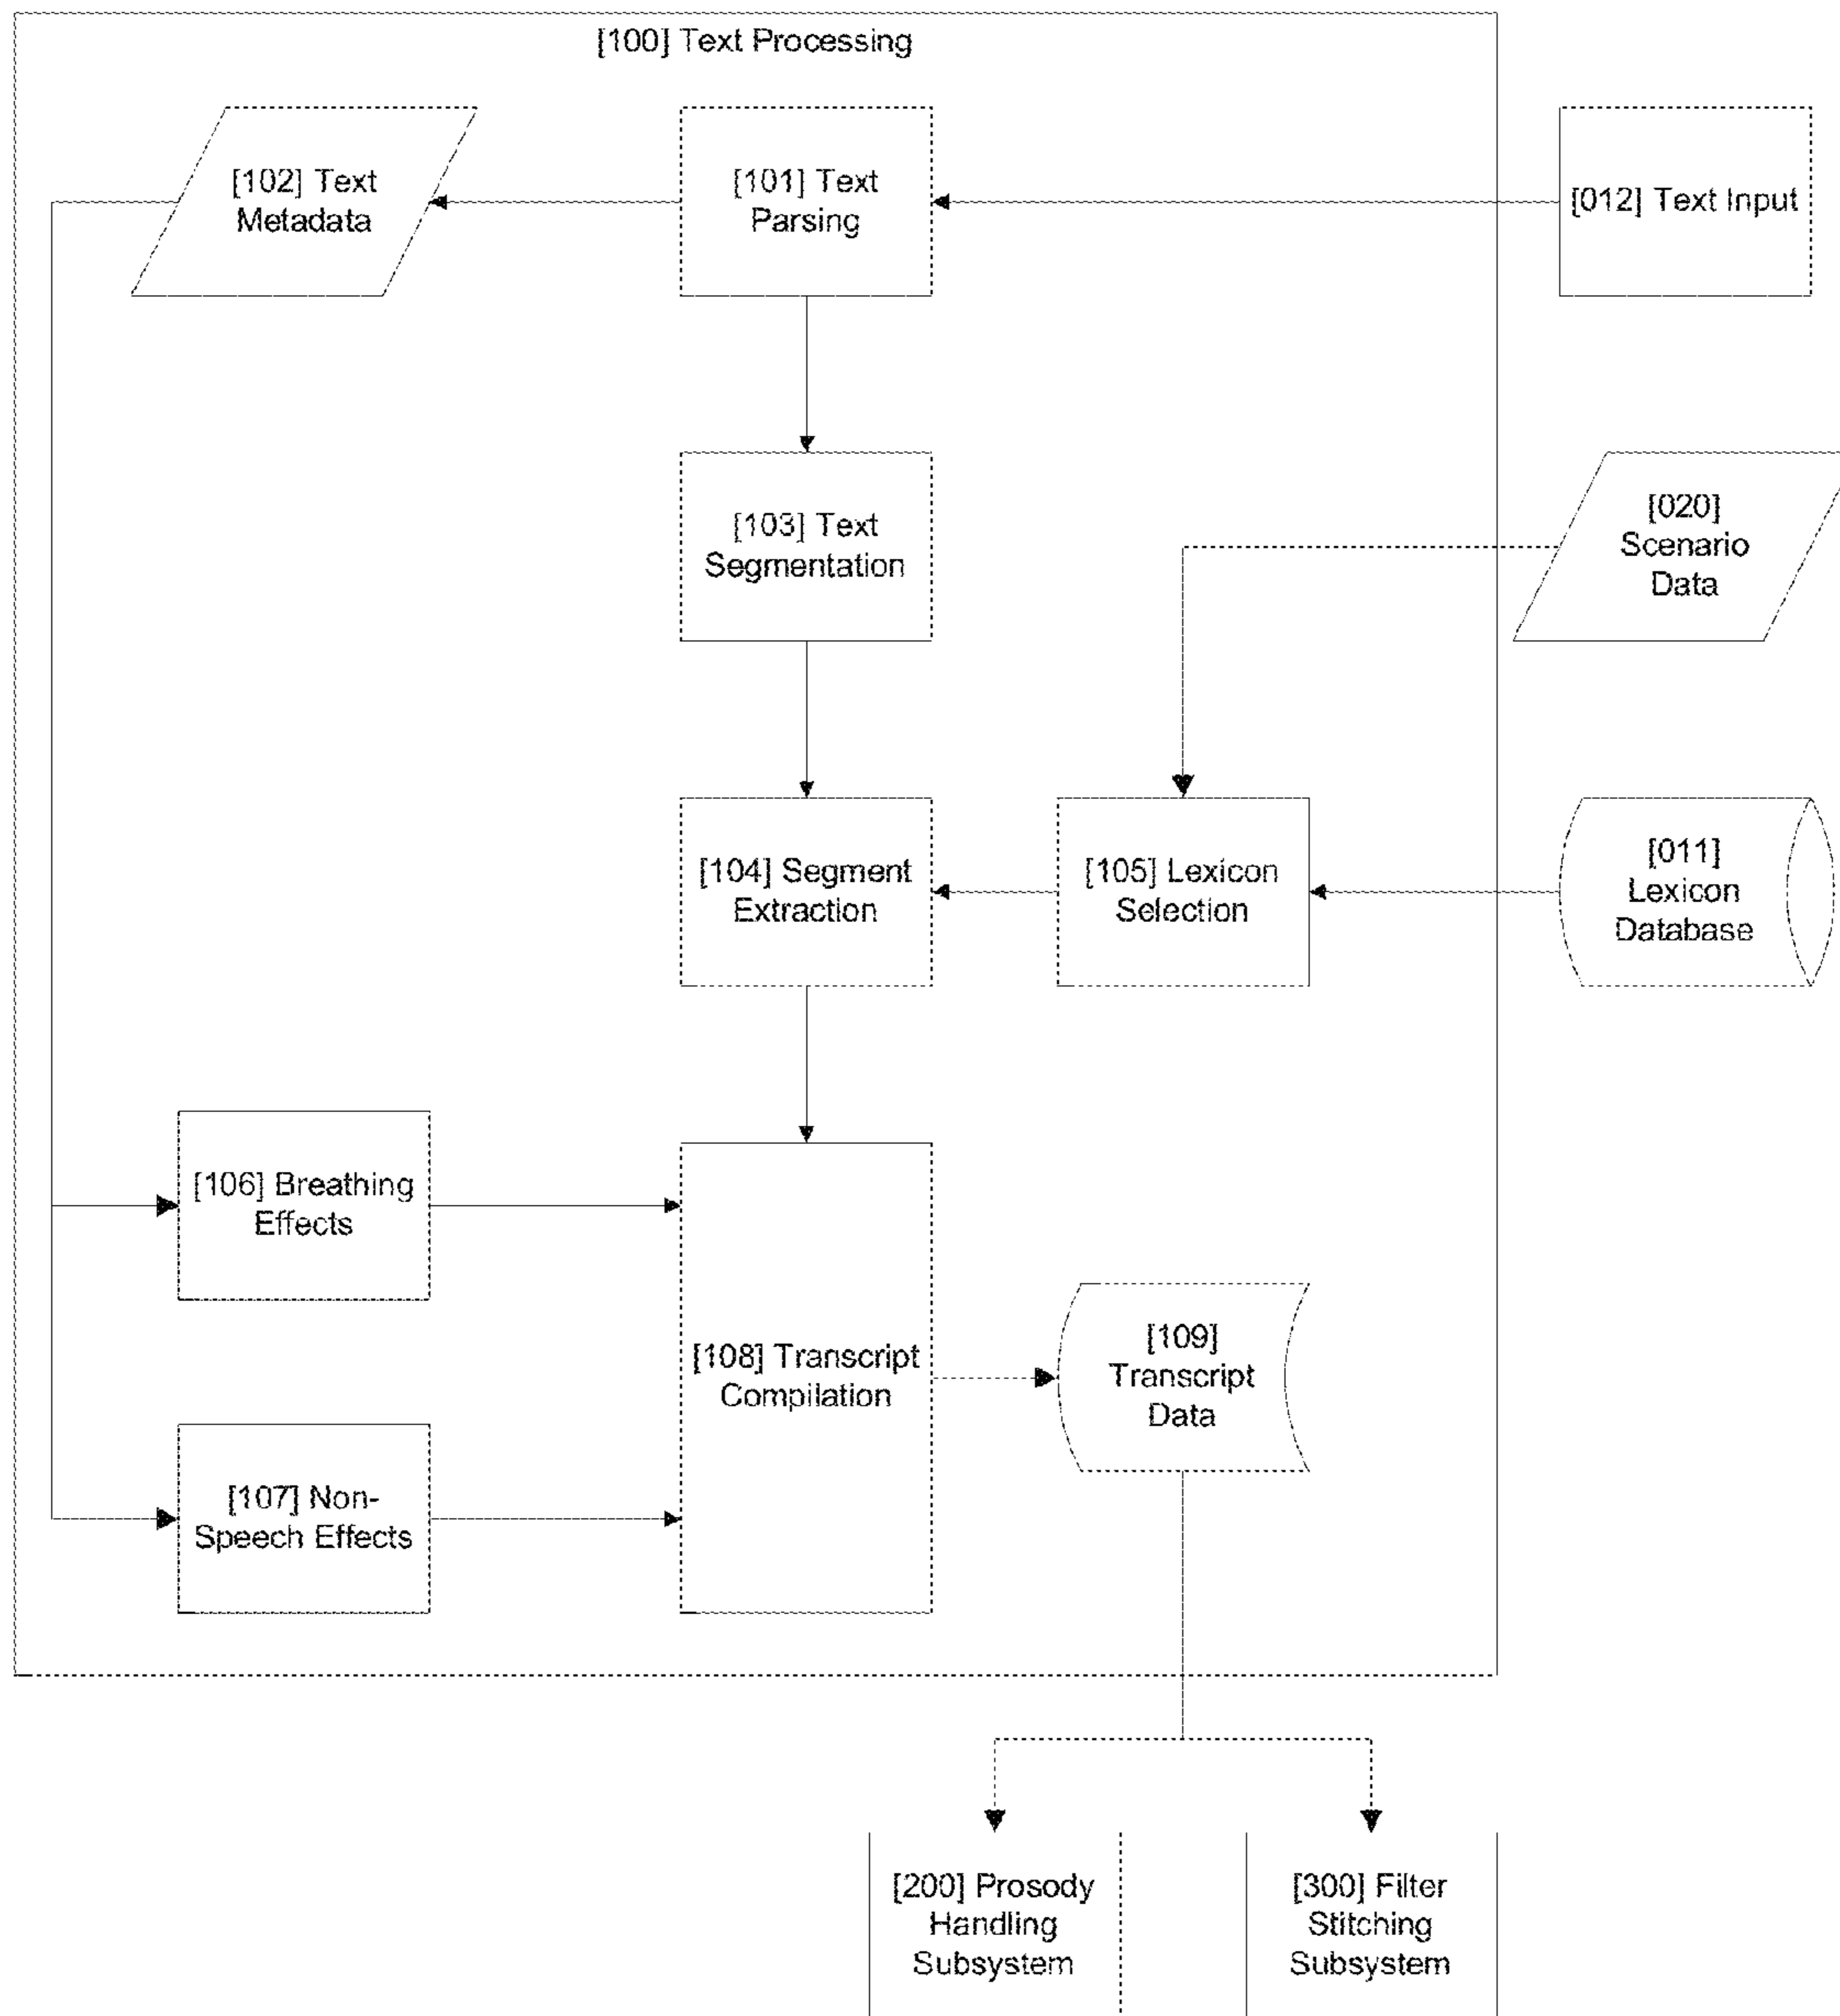 [100] Text Processing
[102] Text
Metadata
[101] Text
Parsing
[012] Text Input
[103] Text
Segmentation
[020]
Scenario
Data
[104] Segment
Extraction
[105] Lexicon
Selection
[011]
Lexicon
Database
[106] Breathing
Effects
[108] Transcript
Compilation
[109]
Transcript
Data
[107] Non-
Speech Effects
[200] Prosody
Handling
Subsystem
[300] Filter
Stitching
Subsystem